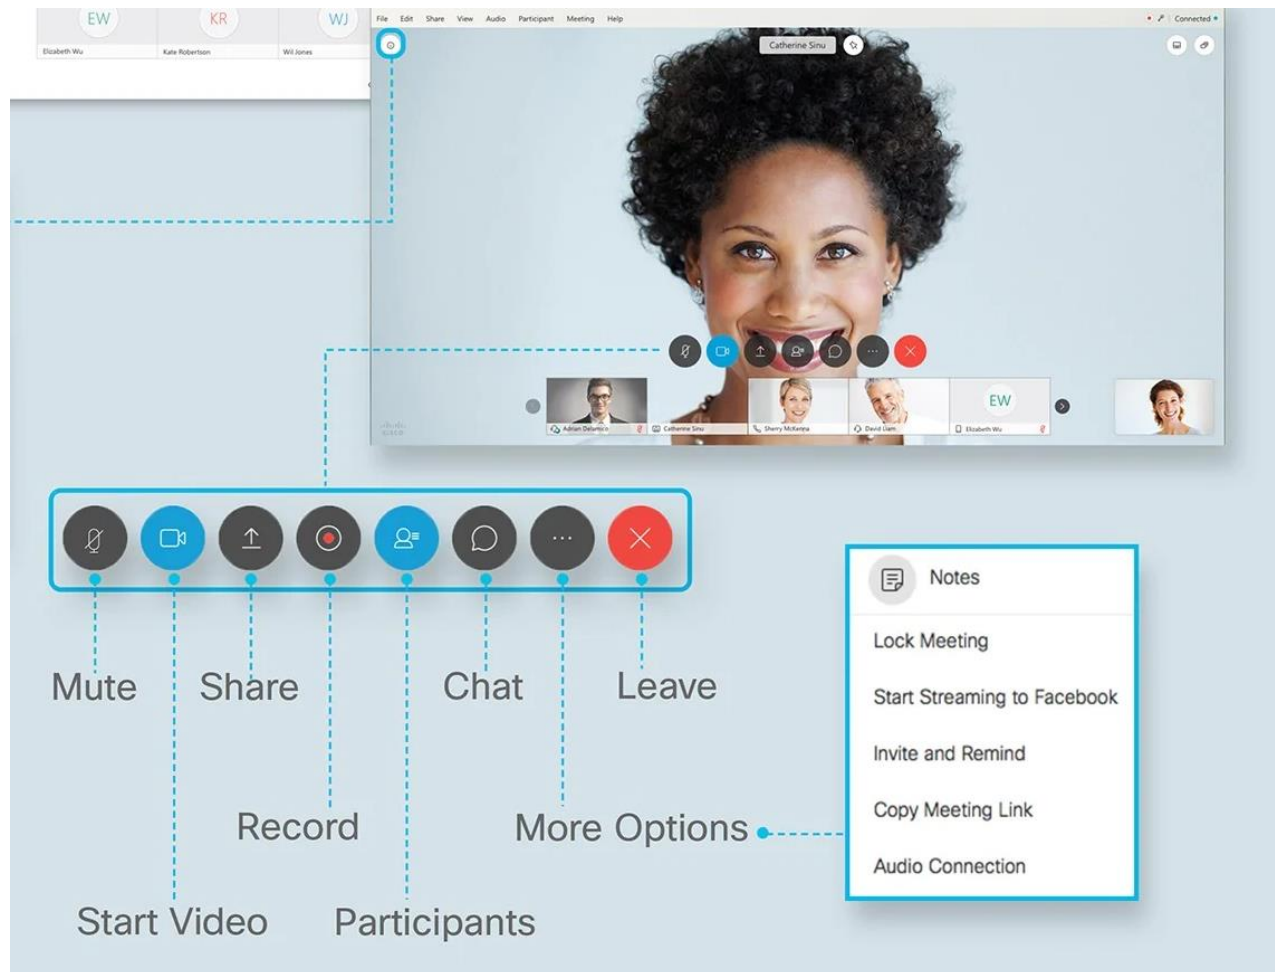 EW
KR
WJ
Elizabeth Wu
Kate Robertson
Wil Jones
File Edit Share View Audio Participant Meeting Help
Connected
Catherine Sinu
EW
Adrian Delamico
Catherine Sinu
Sherry McKenna
David Liam
Elizabeth Wu
CISCO
Mute
Share
Chat
Leave
Record
More Options
Start Video
Participants
Notes
Lock Meeting
Start Streaming to Facebook
Invite and Remind
Copy Meeting Link
Audio Connection